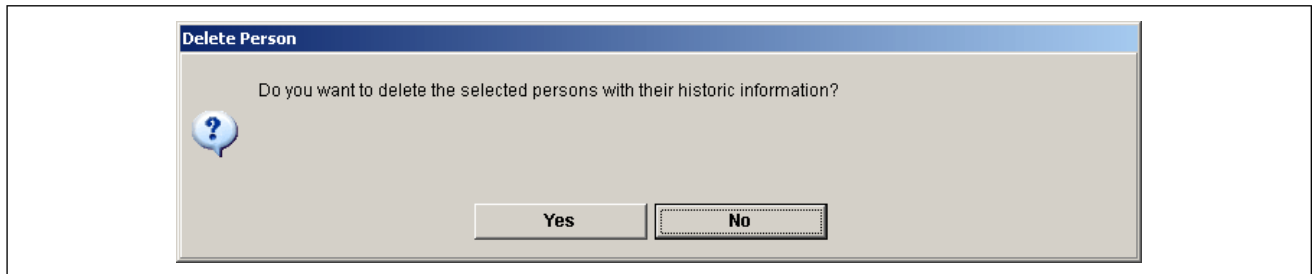 Delete Person
Do you want to delete the selected persons with their historic information?
Yes No